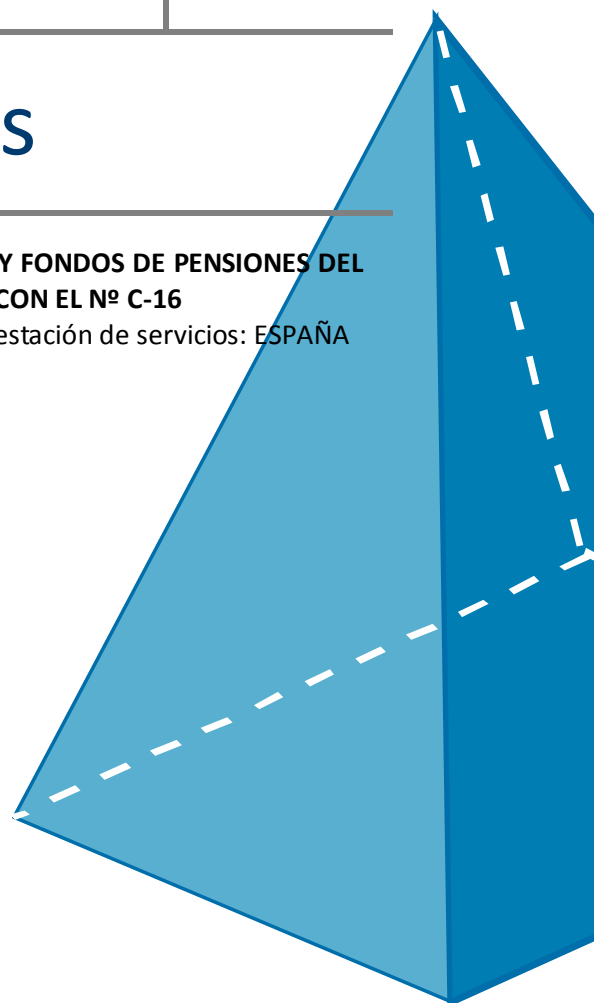 s
Y FONDOS DE PENSIONES DEL
CON EL Nº C-16
estación de servicios: ESPAÑA